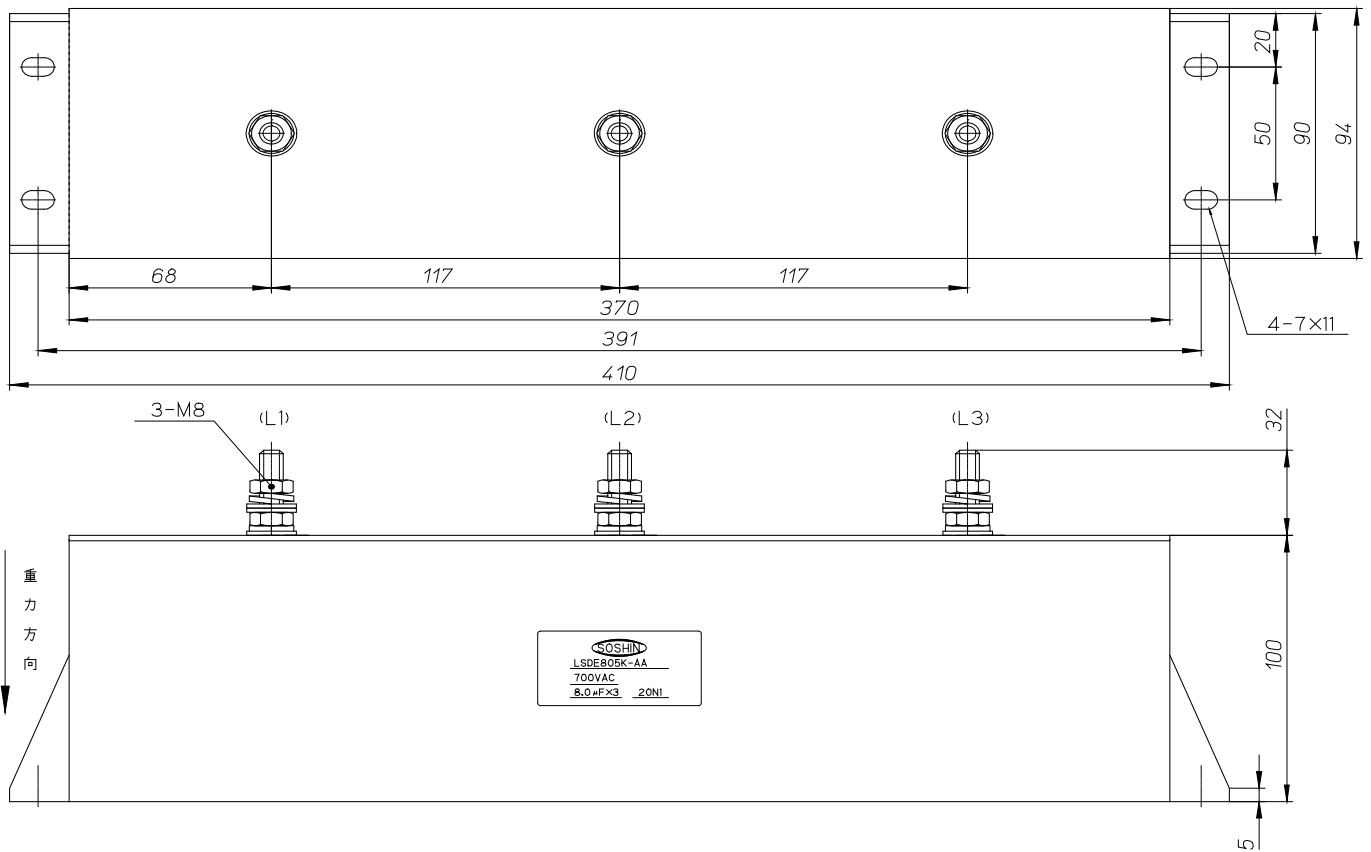 20
50
90
94
68
117
117
370
4-7×11
391
410
3-M8
(L1)
(L2)
(L3)
32
重力方向
SOSHIN
LSDE805K-AA
700VAC
8.0μF×3 20N1
100
5